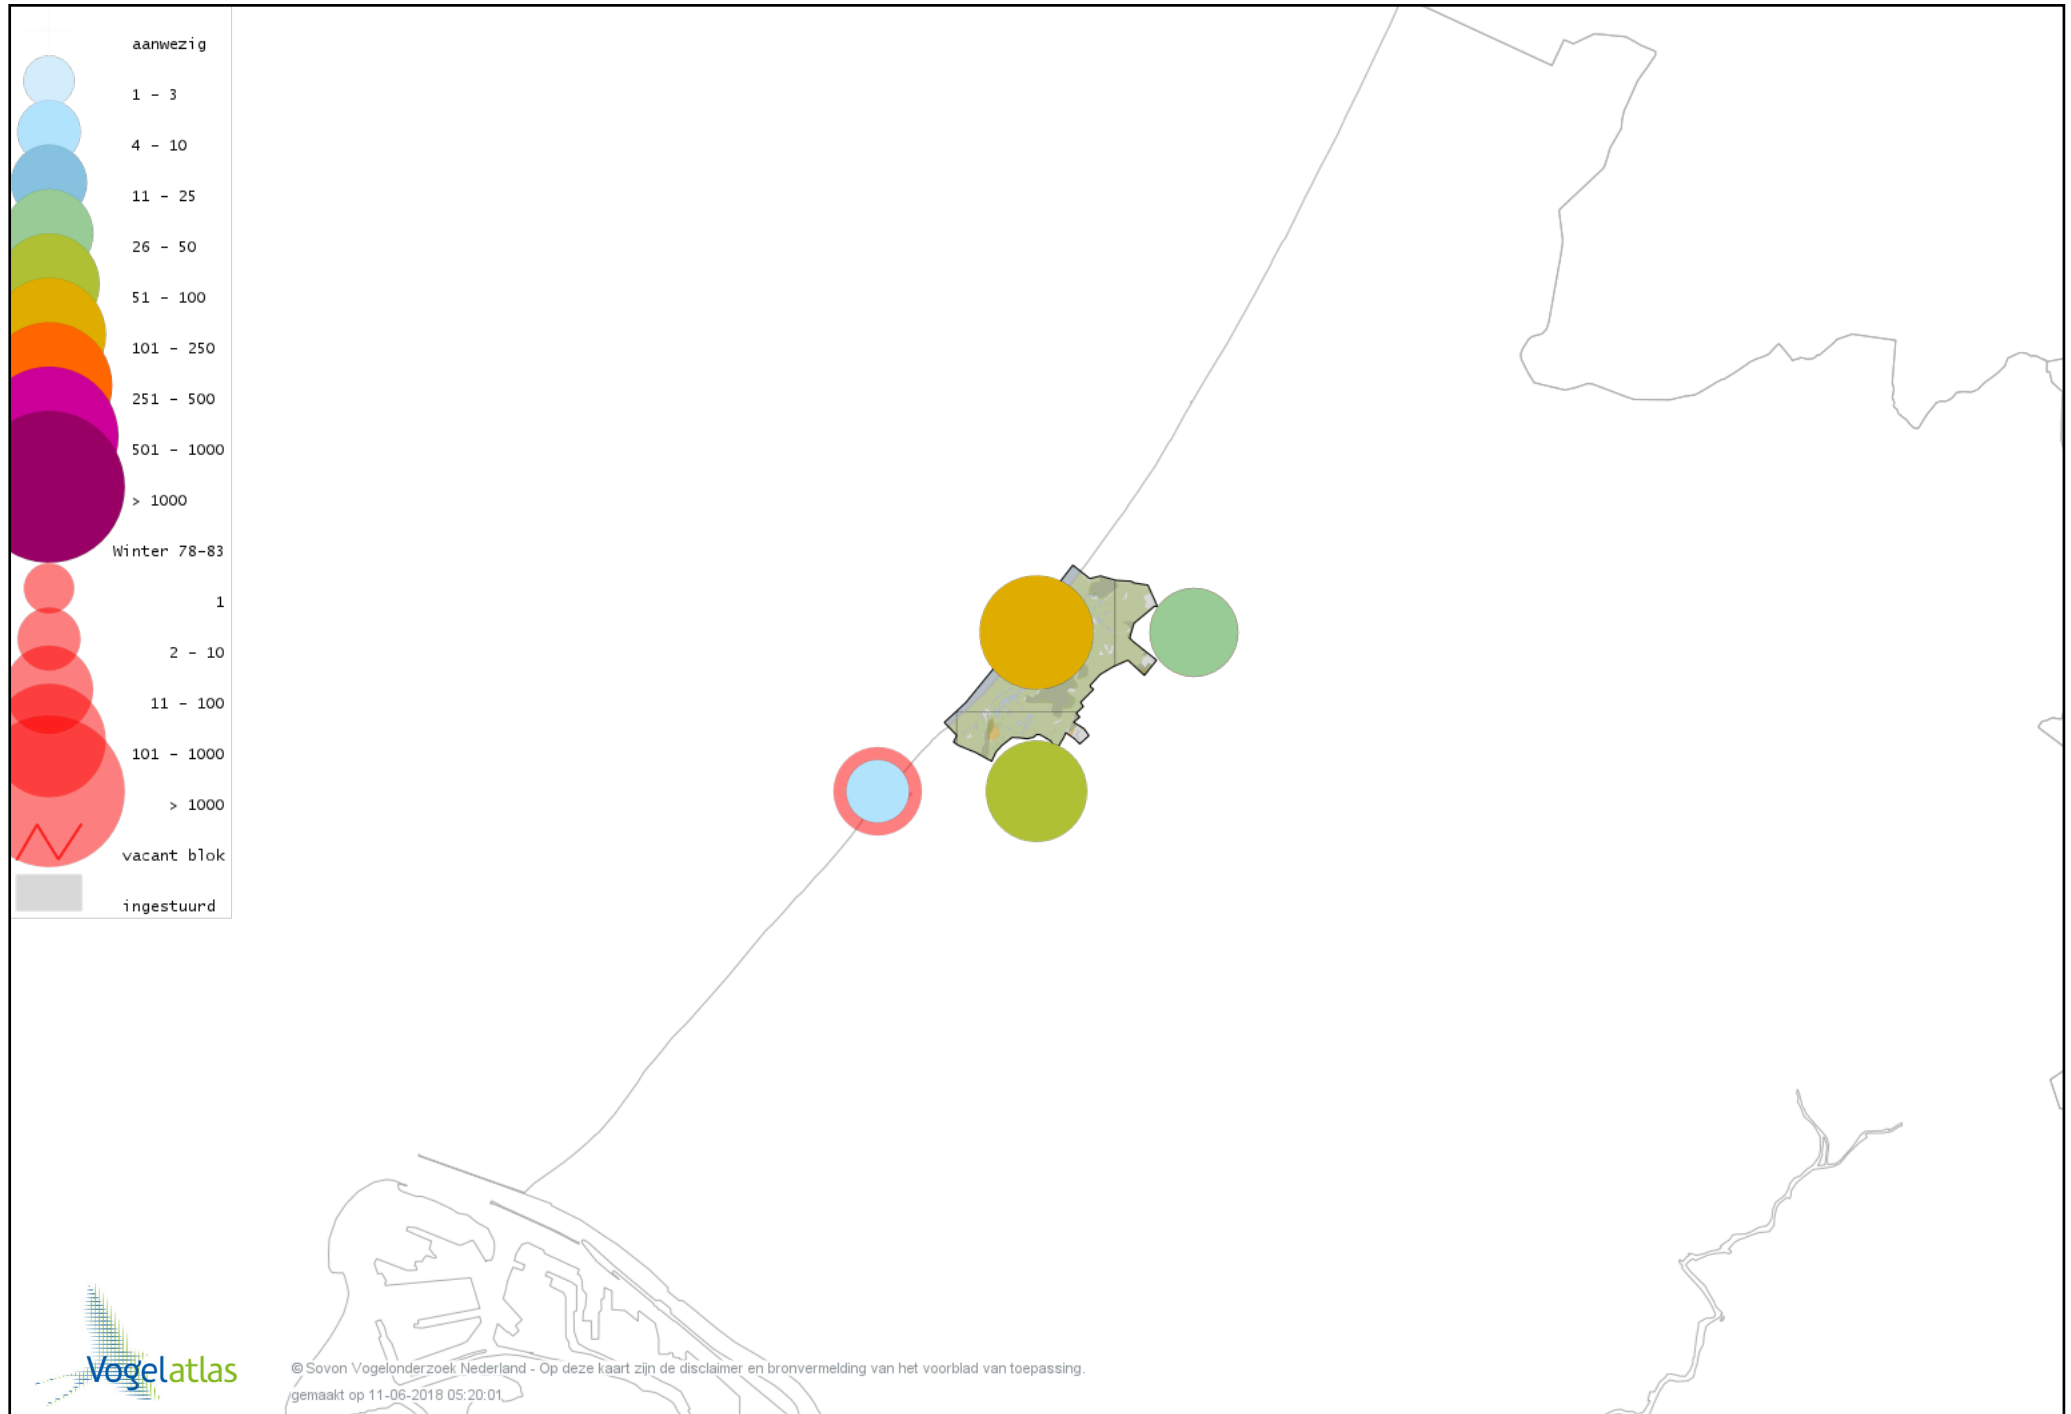 aanwezig
1 - 3
4 - 10
11 - 25
26 - 50
51 - 100
101 - 250
251 - 500
501 - 1000
> 1000
Winter 78-83
1
2 - 10
11 - 100
101 - 1000
> 1000
vacant blok
ingestuurd
Vogelatlas
© Sovon Vogelonderzoek Nederland - Op deze kaart zijn de disclaimer en bronvermelding van het voorblad van toepassing.
gemaakt op 11-06-2018 05:20:01